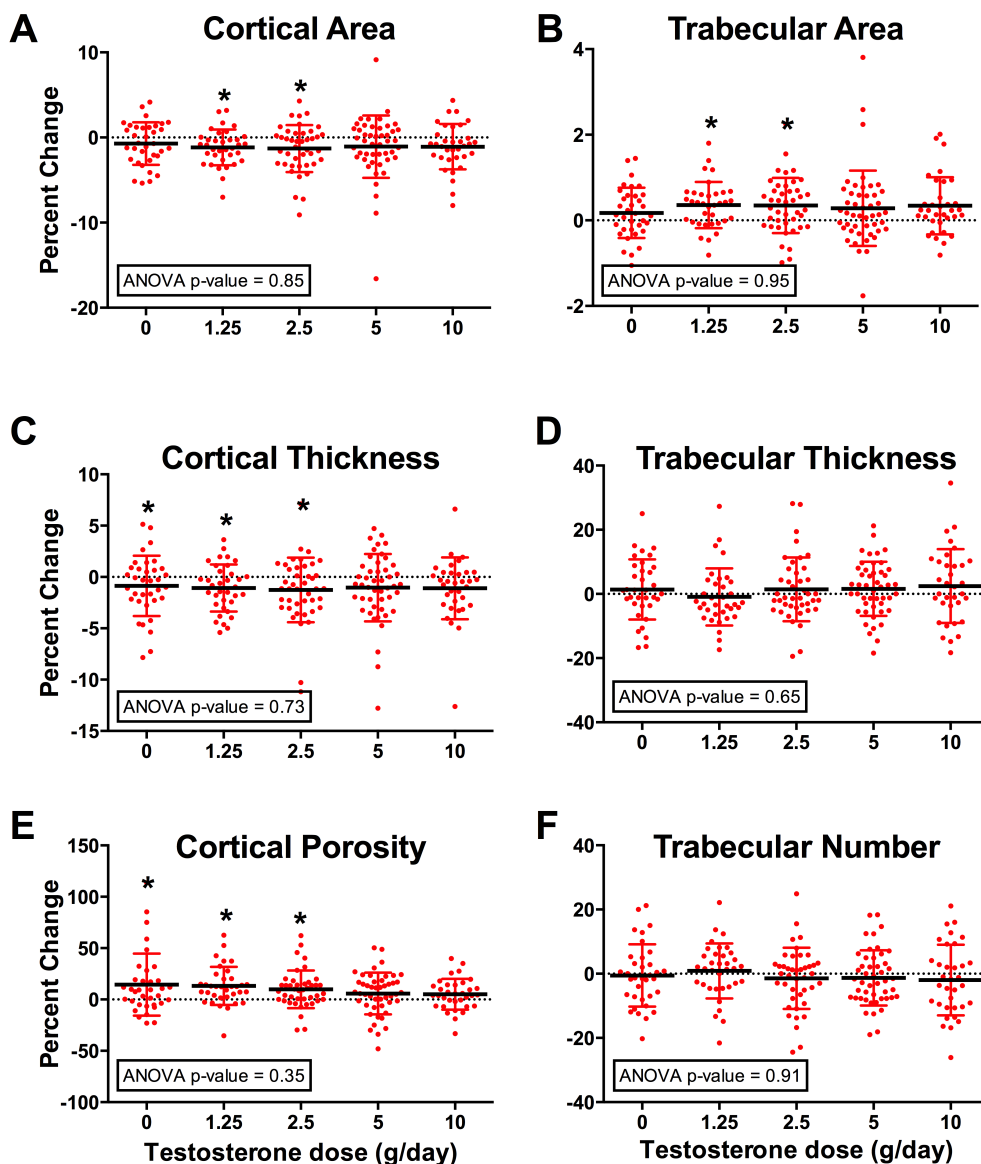 A
Cortical Area
Percent Change
10
0
-10
-20
* *
ANOVA p-value = 0.85
0 1.25 2.5 5 10
B
Trabecular Area
4
2
0
-2
* *
ANOVA p-value = 0.95
0 1.25 2.5 5 10
C
Cortical Thickness
Percent Change
10
5
0
-5
-10
-15
* * *
ANOVA p-value = 0.73
0 1.25 2.5 5 10
D
Trabecular Thickness
40
20
0
-20
-40
ANOVA p-value = 0.65
0 1.25 2.5 5 10
E
Cortical Porosity
Percent Change
150
100
50
0
-50
-100
* * *
ANOVA p-value = 0.35
0 1.25 2.5 5 10
Testosterone dose (g/day)
F
Trabecular Number
40
20
0
-20
-40
ANOVA p-value = 0.91
0 1.25 2.5 5 10
Testosterone dose (g/day)